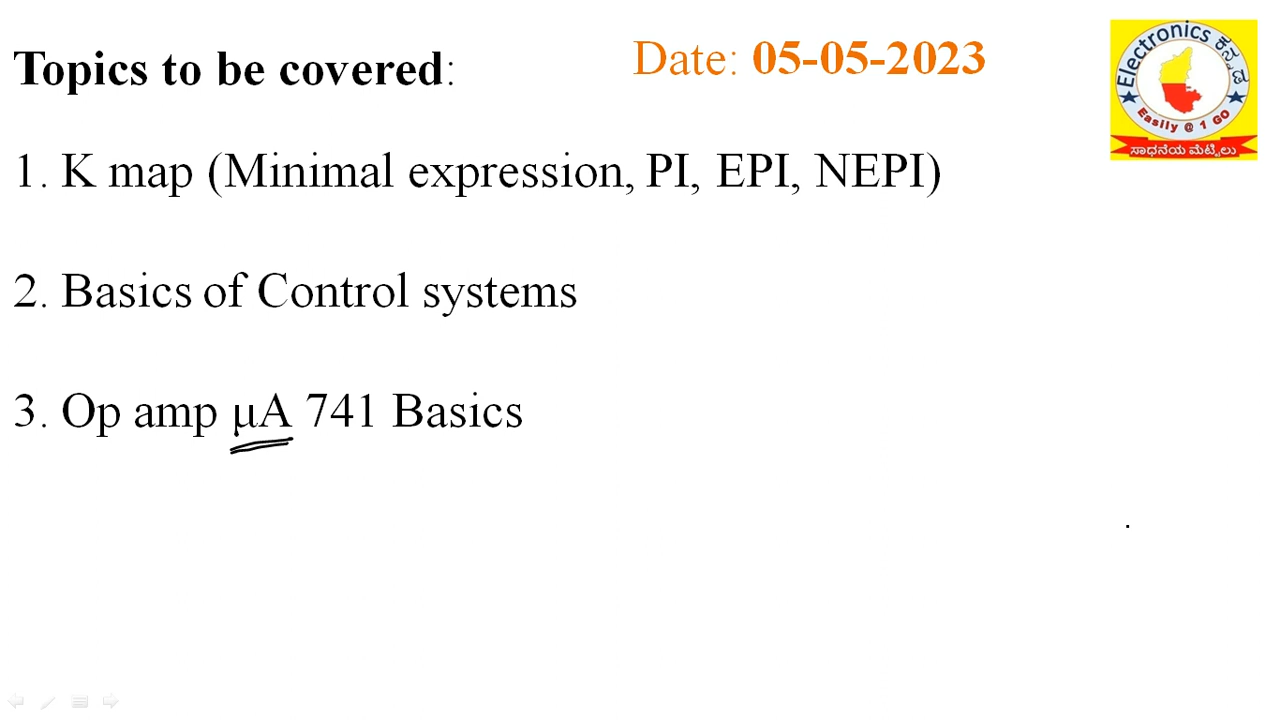 Topics to be covered:
Date: 05-05-2023
Electronics ಕನ್ನಡ
Easily @ 1 GO
ಸಾಧನೆಯ ಮೆಟ್ಟಿಲು
1. K map (Minimal expression, PI, EPI, NEPI)
2. Basics of Control systems
3. Op amp μA 741 Basics